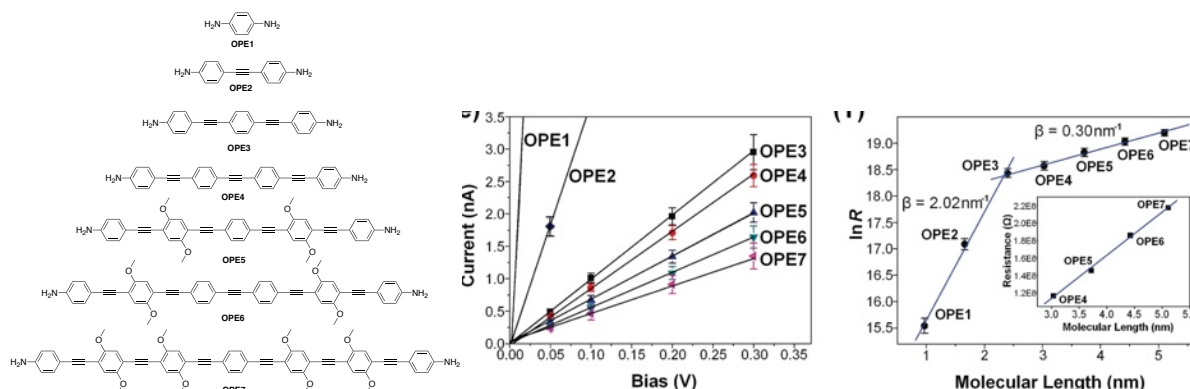 H₂N NH₂
OPE1
H₂N NH₂
OPE2
H₂N NH₂
OPE3
H₂N NH₂
OPE4
O O
H₂N NH₂
O O
OPE5
O O
H₂N NH₂
O O
OPE6
O O O O
H₂N NH₂
O O O O
OPE7
e)
Current (nA)
3.5
3.0
2.5
2.0
1.5
1.0
0.5
0.0
OPE1
OPE2
OPE3
OPE4
OPE5
OPE6
OPE7
0.00 0.05 0.10 0.15 0.20 0.25 0.30 0.35
Bias (V)
lnR
19.0
18.5
18.0
17.5
17.0
16.5
16.0
15.5
β = 0.30nm⁻¹
β = 2.02nm⁻¹
OPE1
OPE2
OPE3
OPE4
OPE5
OPE6
OPE7
1 2 3 4 5
Molecular Length (nm)
Resistance (Ω)
2.2E8
2.0E8
1.8E8
1.6E8
1.4E8
1.2E8
OPE7
OPE6
OPE5
OPE4
3.0 3.5 4.0 4.5 5.0 5.5
Molecular Length (nm)